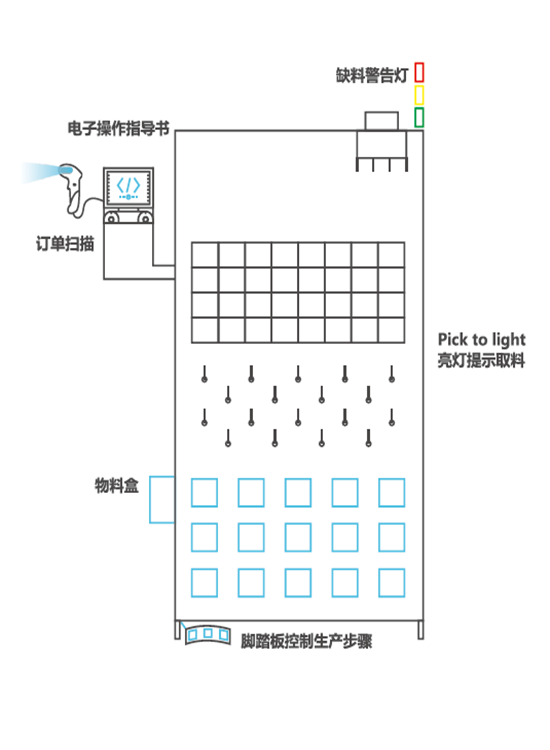 缺料警告灯
电子操作指导书
</>
订单扫描
Pick to light
亮灯提示取料
物料盒
脚踏板控制生产步骤